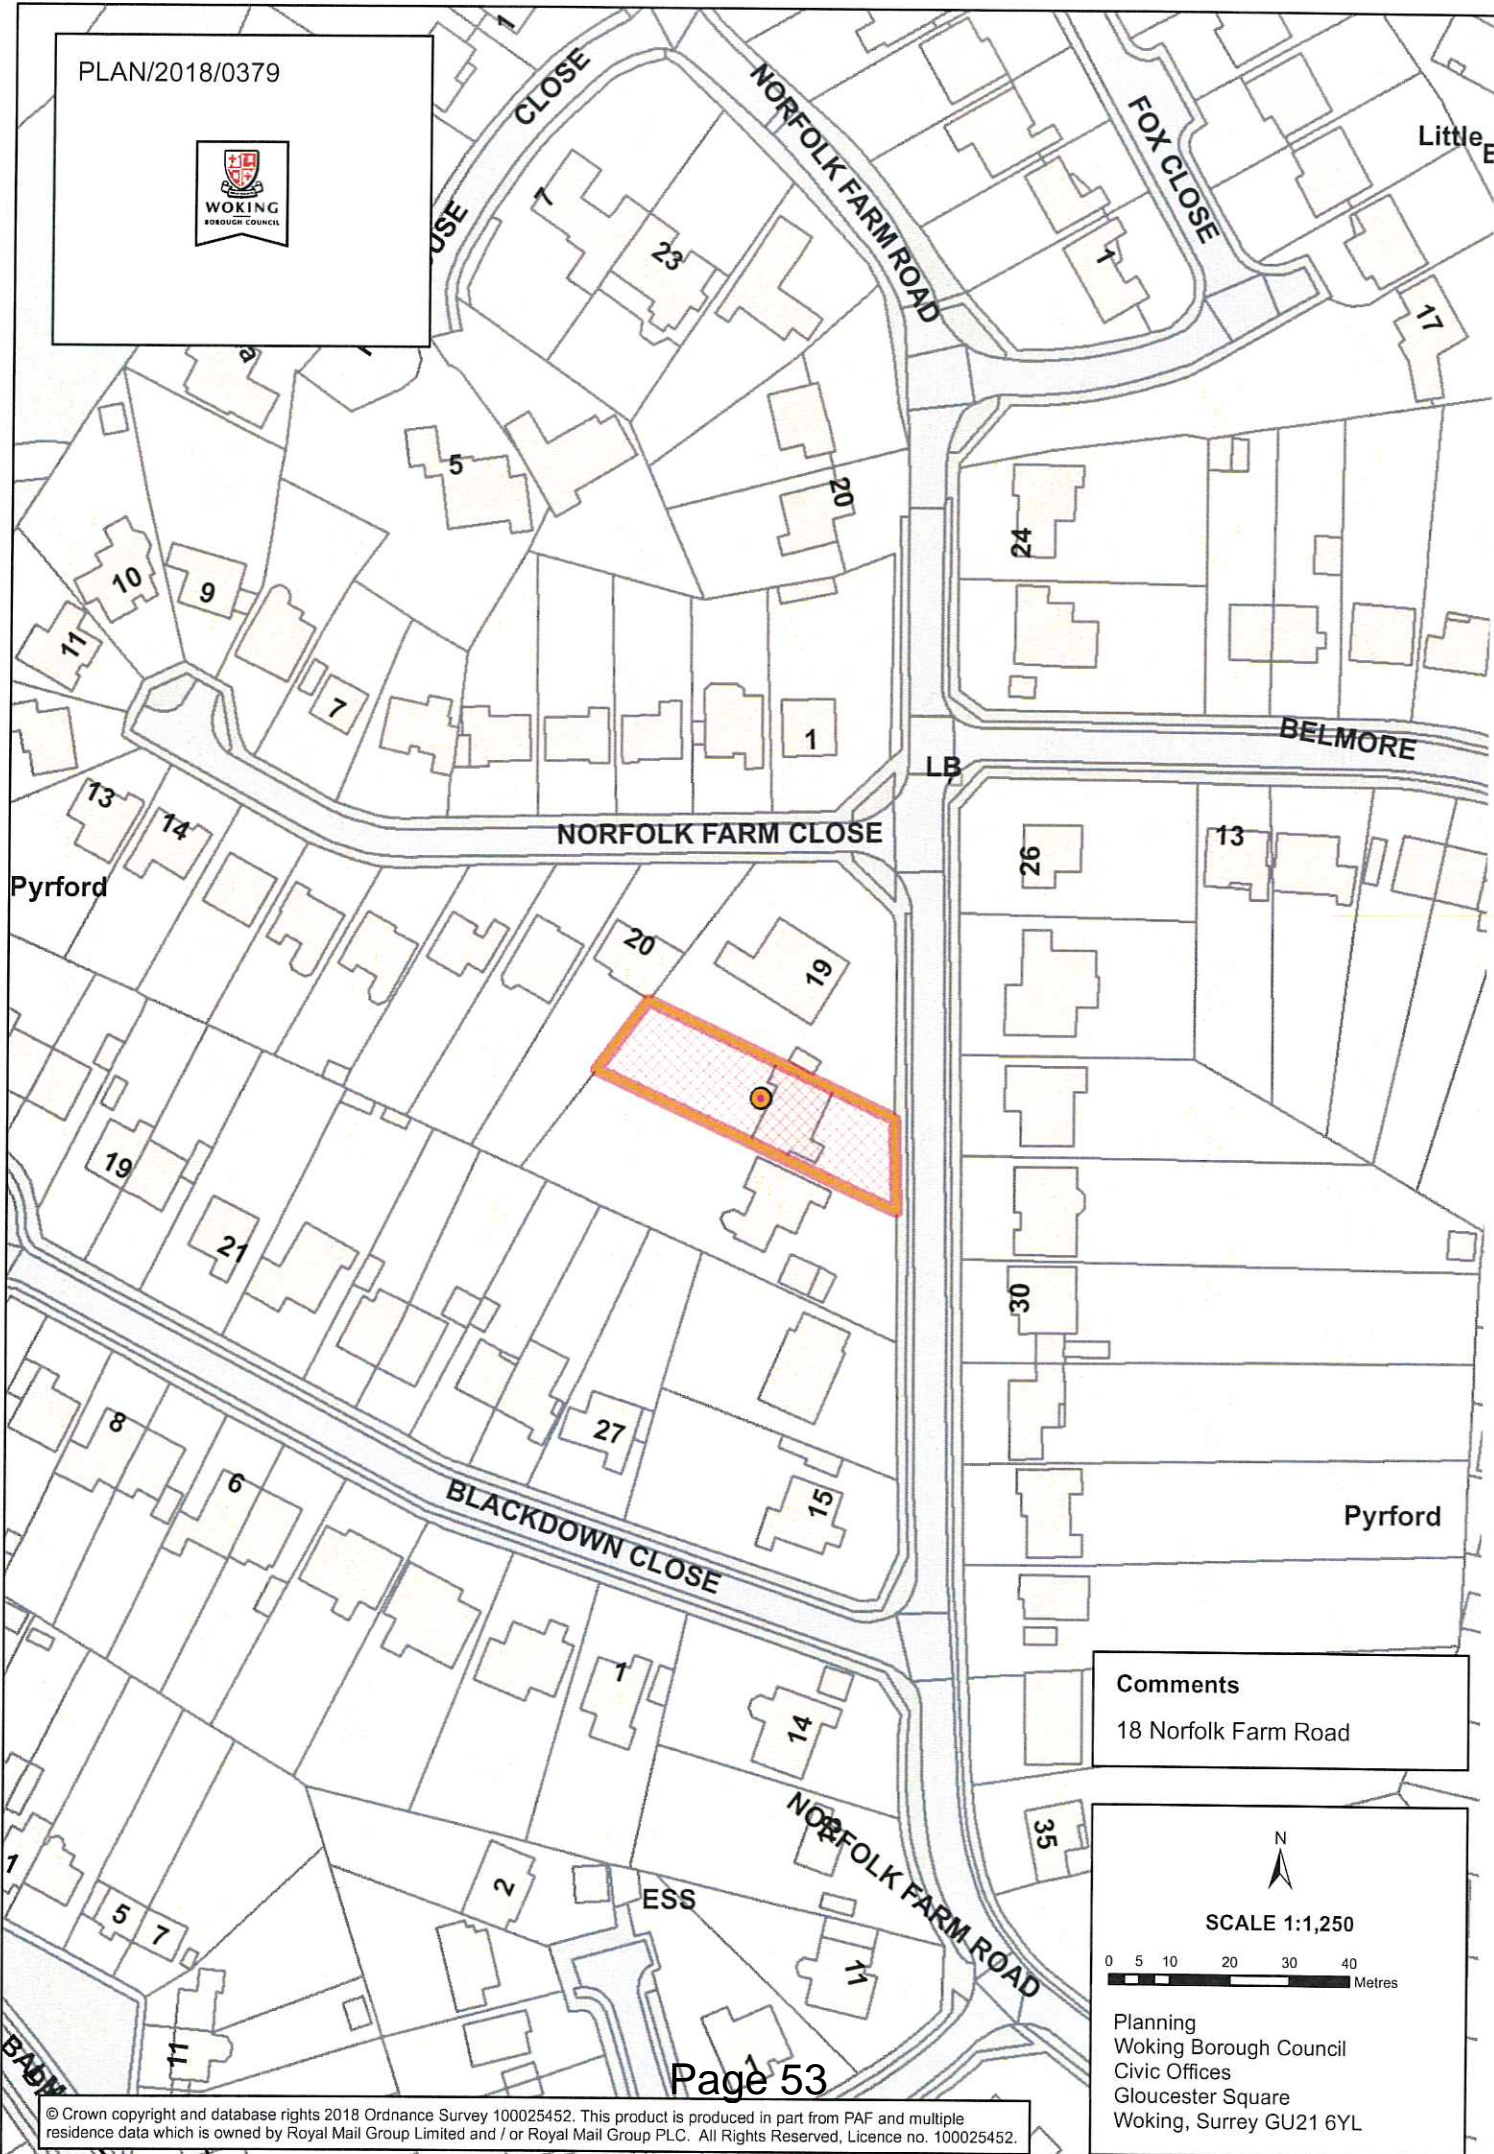 PLAN/2018/0379
WOKING
BOROUGH COUNCIL
1
CLOSE
NORFOLK FARM ROAD
FOX CLOSE
Little
7
23
1
17
a
5
20
24
10
9
11
7
1
BELMORE
LB
NORFOLK FARM CLOSE
13
14
26
13
Pyrford
20
19
19
21
30
8
27
6
15
BLACKDOWN CLOSE
Pyrford
1
14
Comments
18 Norfolk Farm Road
NORFOLK FARM ROAD
35
1
2
ESS
5
7
11
11
1
N
SCALE 1:1,250
0 5 10 20 30 40
Metres
Planning
Woking Borough Council
Civic Offices
Gloucester Square
Woking, Surrey GU21 6YL
Page 53
© Crown copyright and database rights 2018 Ordnance Survey 100025452. This product is produced in part from PAF and multiple
residence data which is owned by Royal Mail Group Limited and / or Royal Mail Group PLC. All Rights Reserved, Licence no. 100025452.